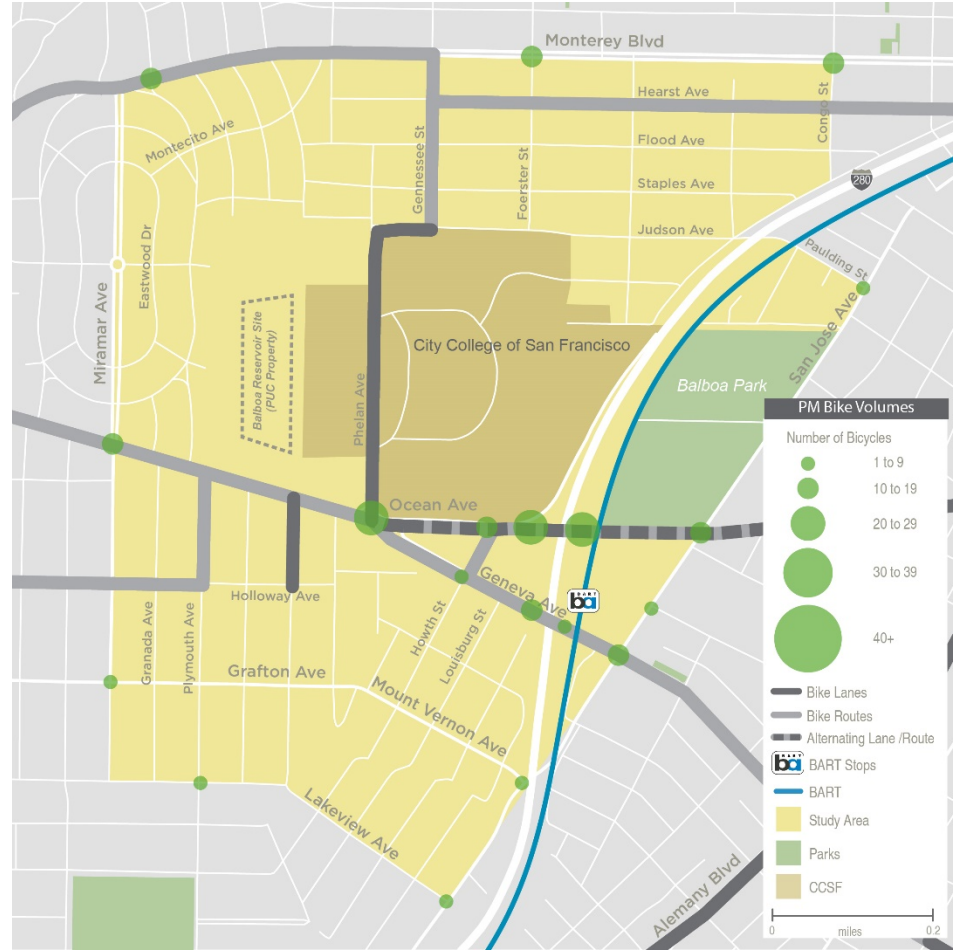 Monterey Blvd
Hearst Ave
Congo St
Montecito Ave
Gennessee St
Foerster St
Flood Ave
280
Staples Ave
Judson Ave
Paulding St
Eastwood Dr
Miramar Ave
San Jose Ave
Balboa Reservoir Site
(PUC Property)
Phelan Ave
City College of San Francisco
Balboa Park
Ocean Ave
Geneva Ave
BART
ba
Holloway Ave
Howth St
Louisburg St
Granada Ave
Plymouth Ave
Grafton Ave
Mount Vernon Ave
Lakeview Ave
Alemany Blvd
PM Bike Volumes
Number of Bicycles
1 to 9
10 to 19
20 to 29
30 to 39
40+
Bike Lanes
Bike Routes
Alternating Lane /Route
BART
ba
BART Stops
BART
Study Area
Parks
CCSF
0
miles
0.2